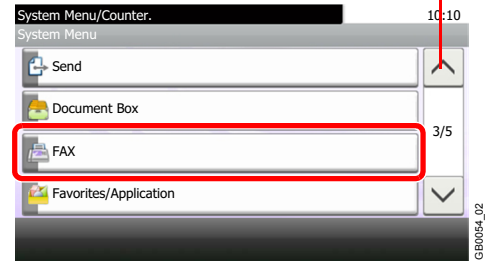 System Menu/Counter. 10:10
System Menu
Send
Document Box
3/5
FAX
Favorites/Application
GB0054_02